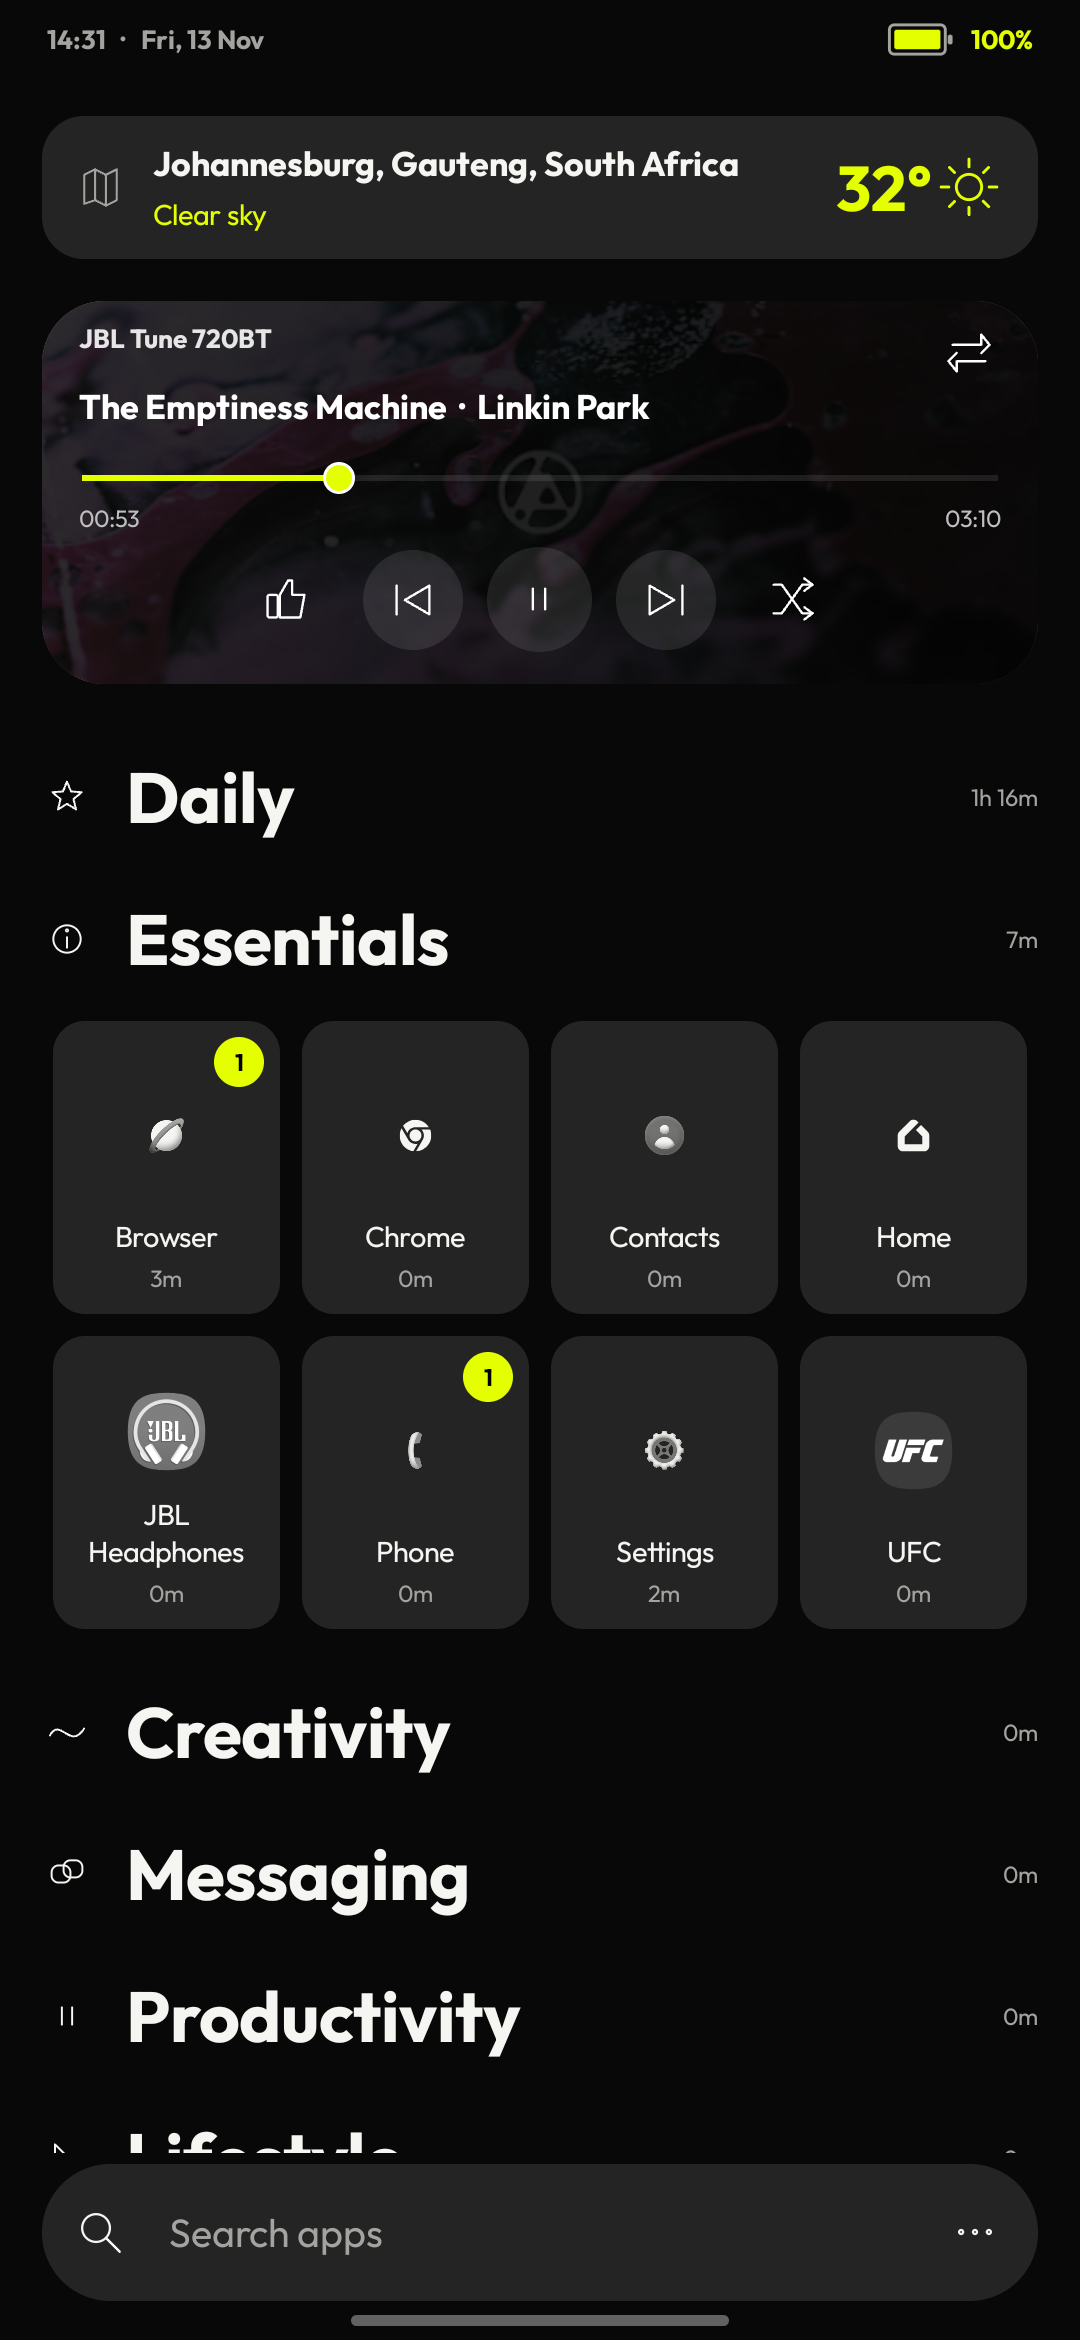 14:31 · Fri, 13 Nov
100%
Johannesburg, Gauteng, South Africa
Clear sky
32°
JBL Tune 720BT
The Emptiness Machine · Linkin Park
00:53
03:10
Daily
1h 16m
Essentials
7m
1
Browser
3m
Chrome
0m
Contacts
0m
Home
0m
JBL
JBL
Headphones
0m
1
Phone
0m
Settings
2m
UFC
UFC
0m
Creativity
0m
Messaging
0m
Productivity
0m
Lifestyle
Search apps